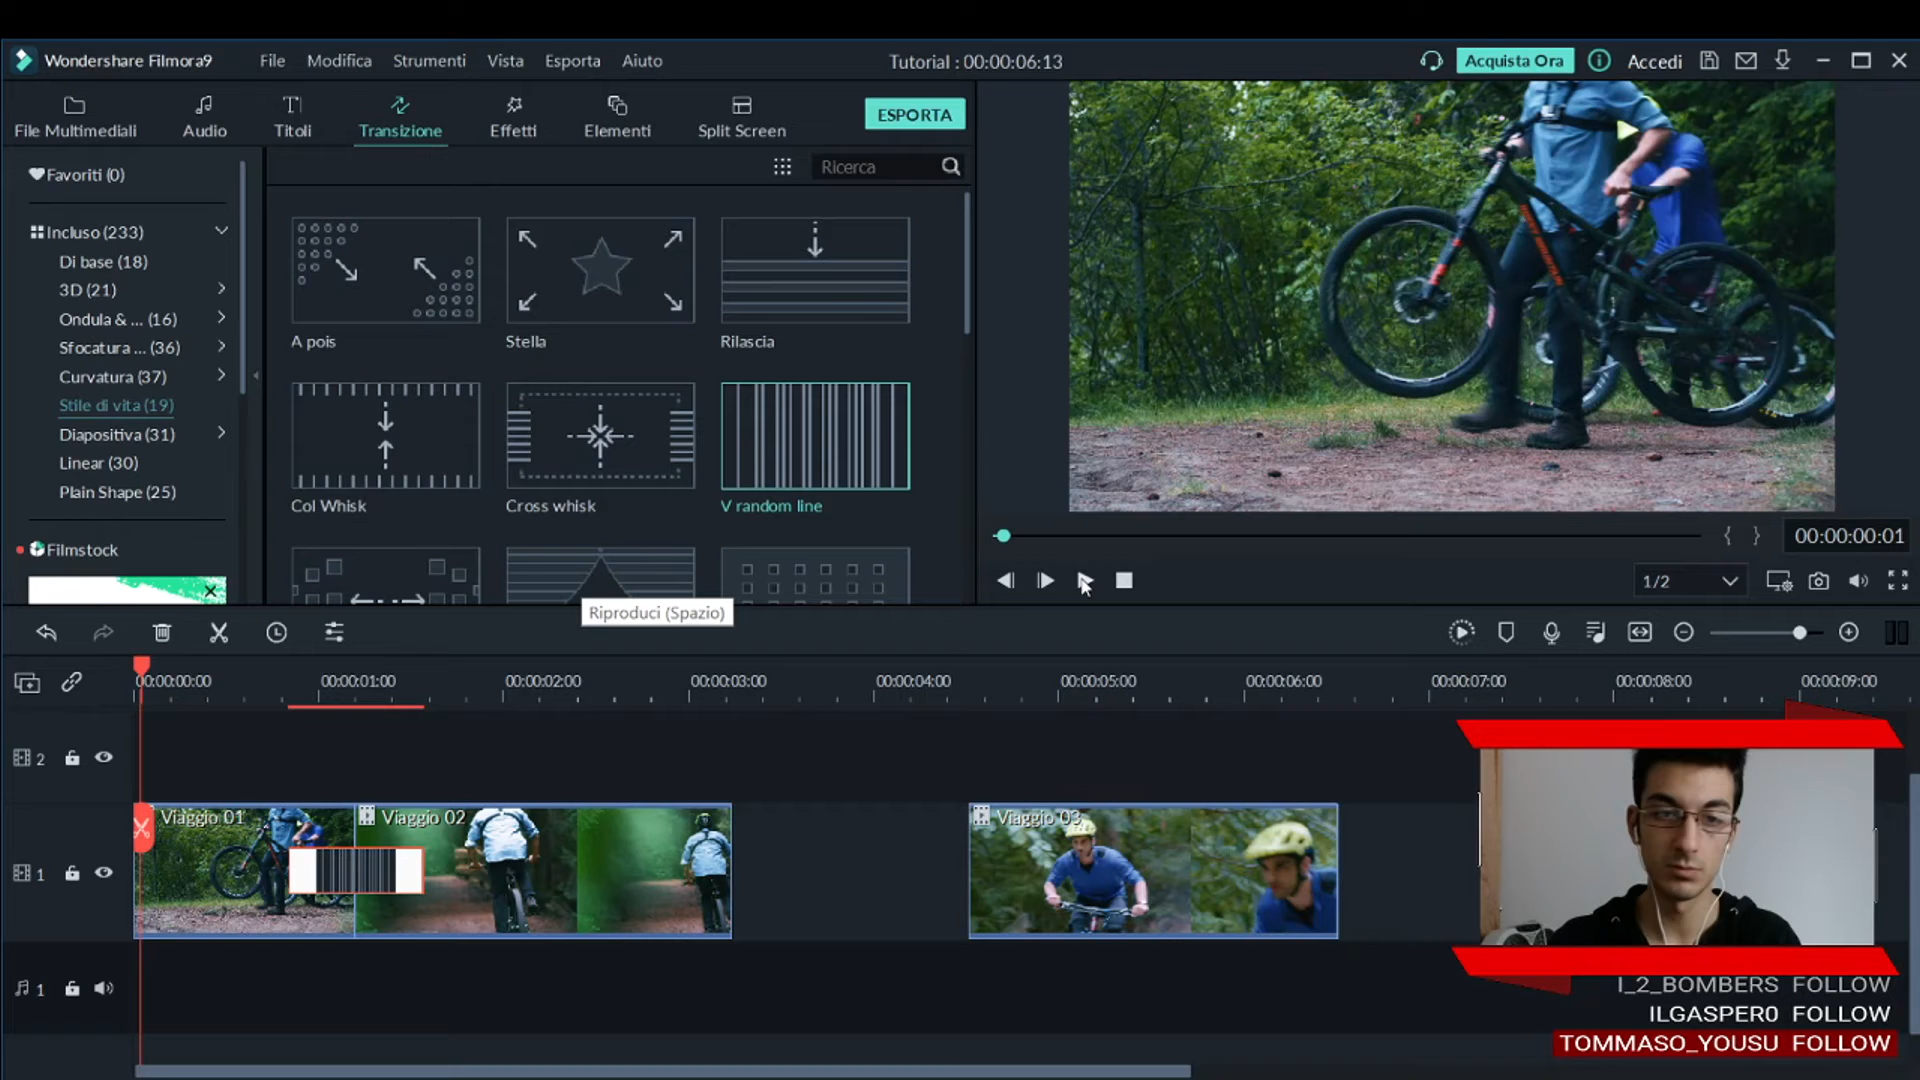 Wondershare Filmora9
File Modifica Strumenti Vista Esporta Aiuto
Tutorial : 00:00:06:13
Acquista Ora
Accedi
File Multimediali Audio Titoli Transizione Effetti Elementi Split Screen
ESPORTA
Favoriti (0)
Ricerca
Incluso (233)
Di base (18)
3D (21)
Ondula & ... (16)
Sfocatura ... (36)
Curvatura (37)
Stile di vita (19)
Diapositiva (31)
Linear (30)
Plain Shape (25)
Filmstock
A pois Stella Rilascia
Col Whisk Cross whisk V random line
Riproduci (Spazio)
00:00:00:01
1/2
00:00:00:00 00:00:01:00 00:00:02:00 00:00:03:00 00:00:04:00 00:00:05:00 00:00:06:00 00:00:07:00 00:00:08:00 00:00:09:00
2
Viaggio 01 Viaggio 02 Viaggio 03
1
1
I_2_BOMBERS FOLLOW
ILGASPER0 FOLLOW
TOMMASO_YOUSU FOLLOW